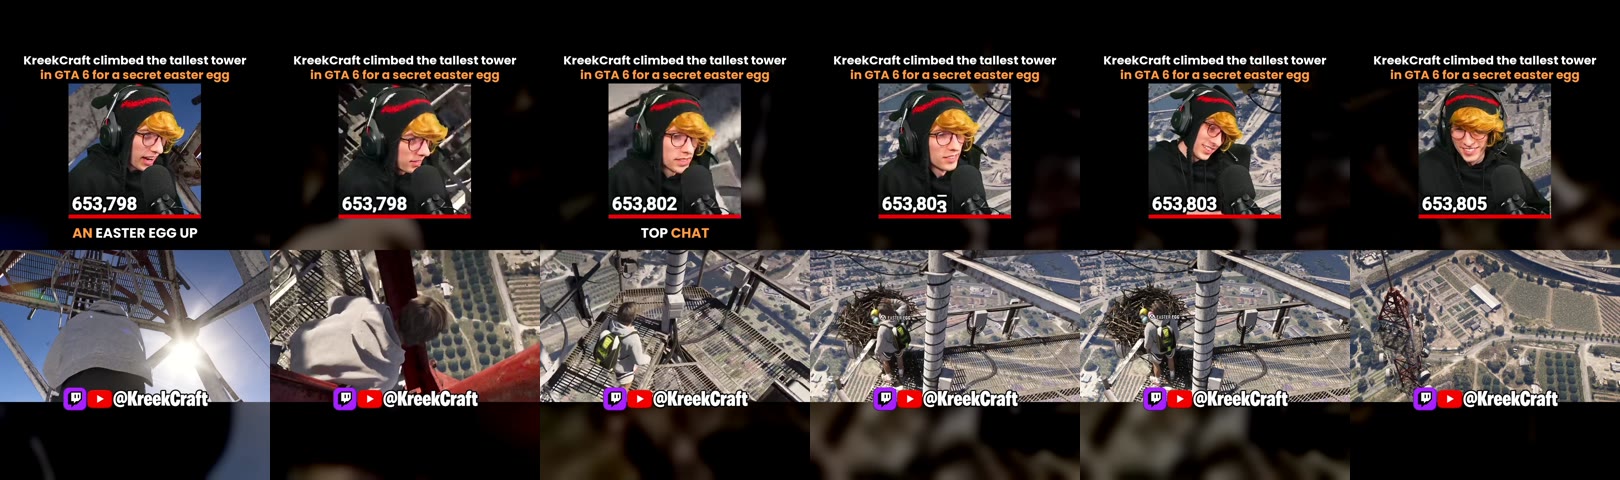 KreekCraft climbed the tallest tower
in GTA 6 for a secret easter egg
653,798
AN EASTER EGG UP
@KreekCraft
KreekCraft climbed the tallest tower
in GTA 6 for a secret easter egg
653,798
@KreekCraft
KreekCraft climbed the tallest tower
in GTA 6 for a secret easter egg
653,802
TOP CHAT
@KreekCraft
KreekCraft climbed the tallest tower
in GTA 6 for a secret easter egg
653,803
EASTER EGG
@KreekCraft
KreekCraft climbed the tallest tower
in GTA 6 for a secret easter egg
653,803
EASTER EGG
@KreekCraft
KreekCraft climbed the tallest tower
in GTA 6 for a secret easter egg
653,805
@KreekCraft